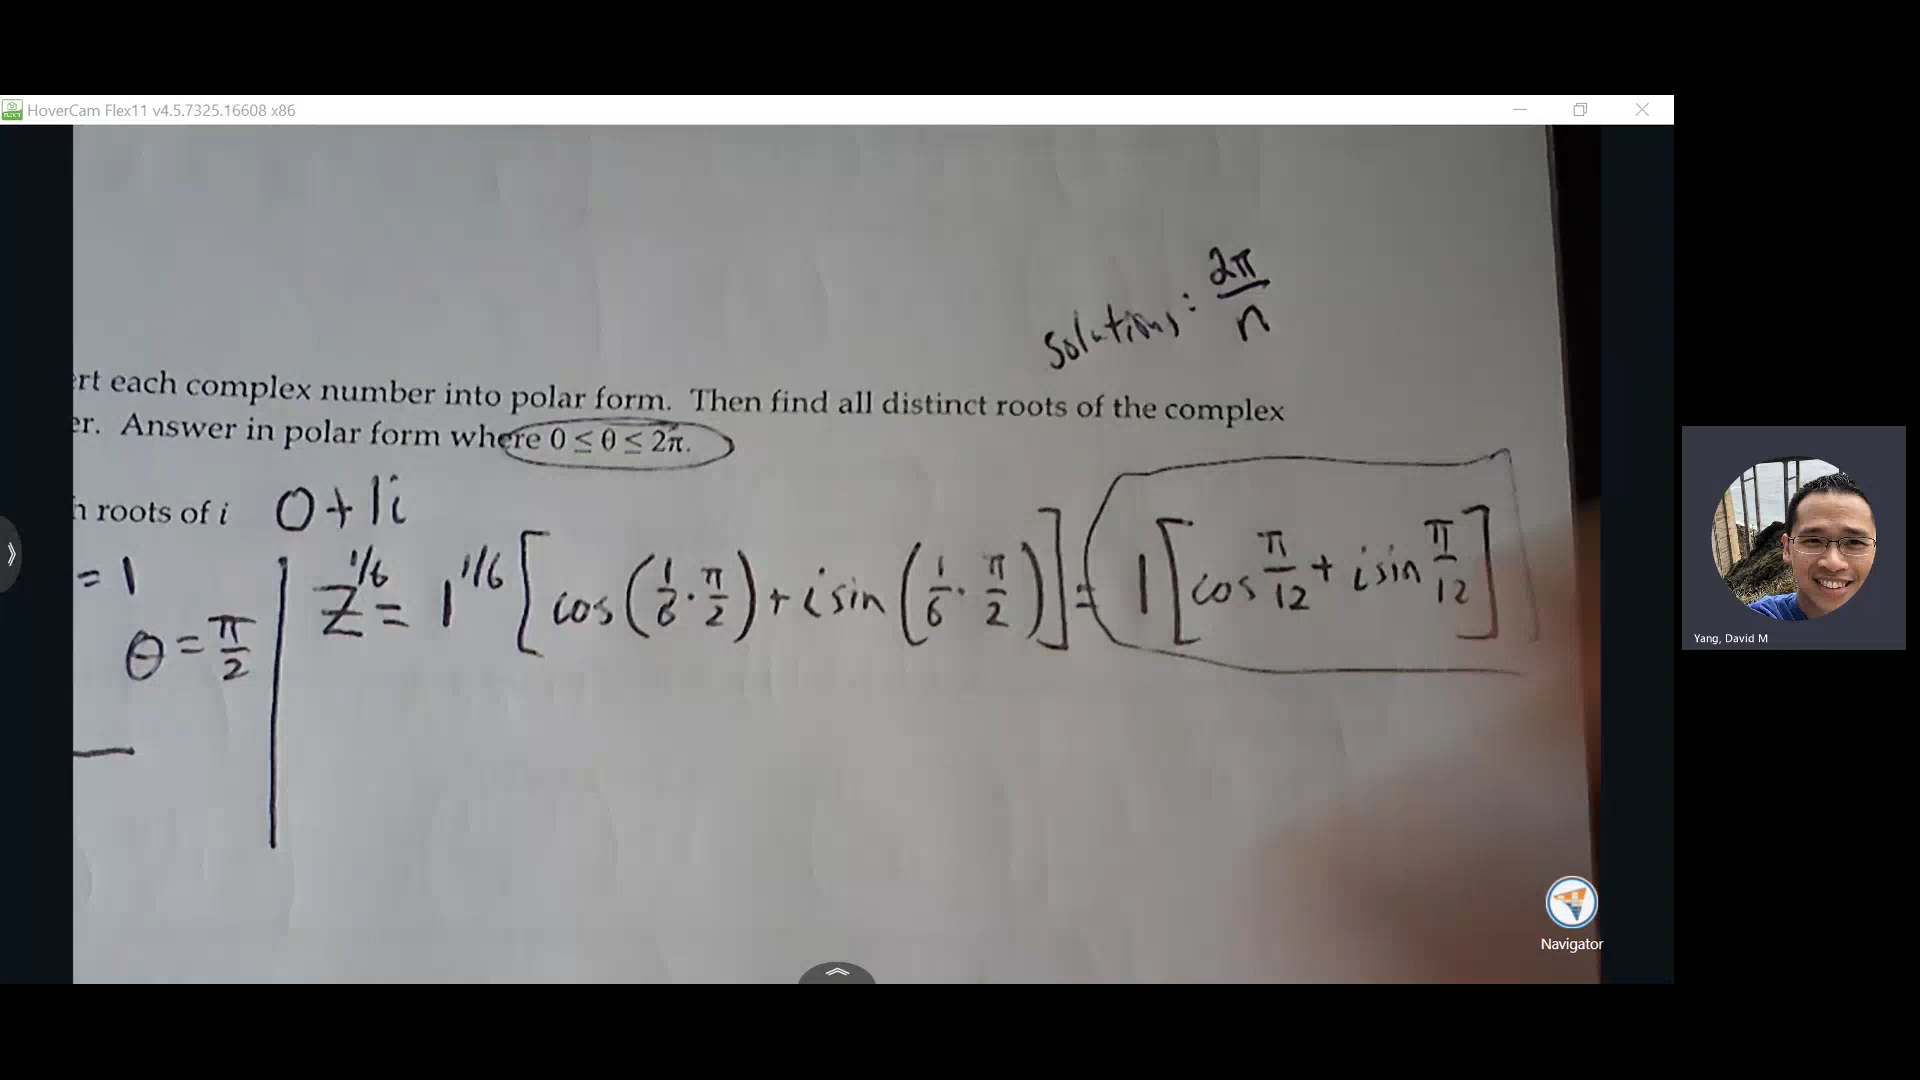 HoverCam Flex11 v4.5.7325.16608 x86
Solutions: 2π/n
rt each complex number into polar form. Then find all distinct roots of the complex
er. Answer in polar form where 0 ≤ θ ≤ 2π.
h roots of i 0+1i
= 1
θ = π/2
z^1/6 = 1^1/6 [cos(1/6 · π/2) + i sin(1/6 · π/2)] = 1[cos π/12 + i sin π/12]
Yang, David M
Navigator